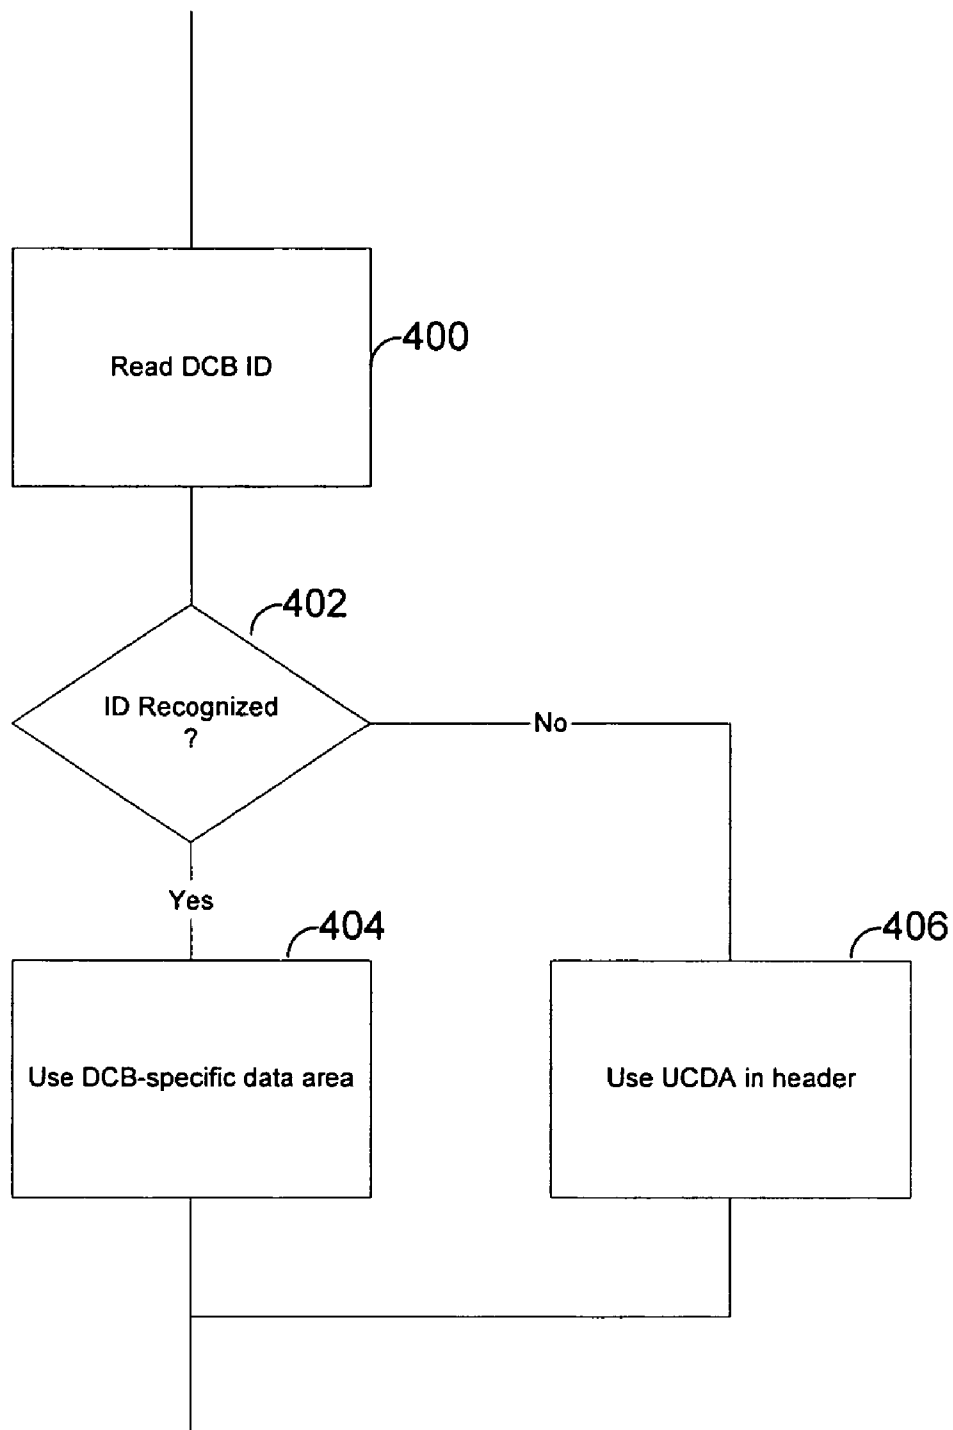 400
Read DCB ID
402
ID Recognized
?
No
Yes
404
406
Use DCB-specific data area
Use UCDA in header